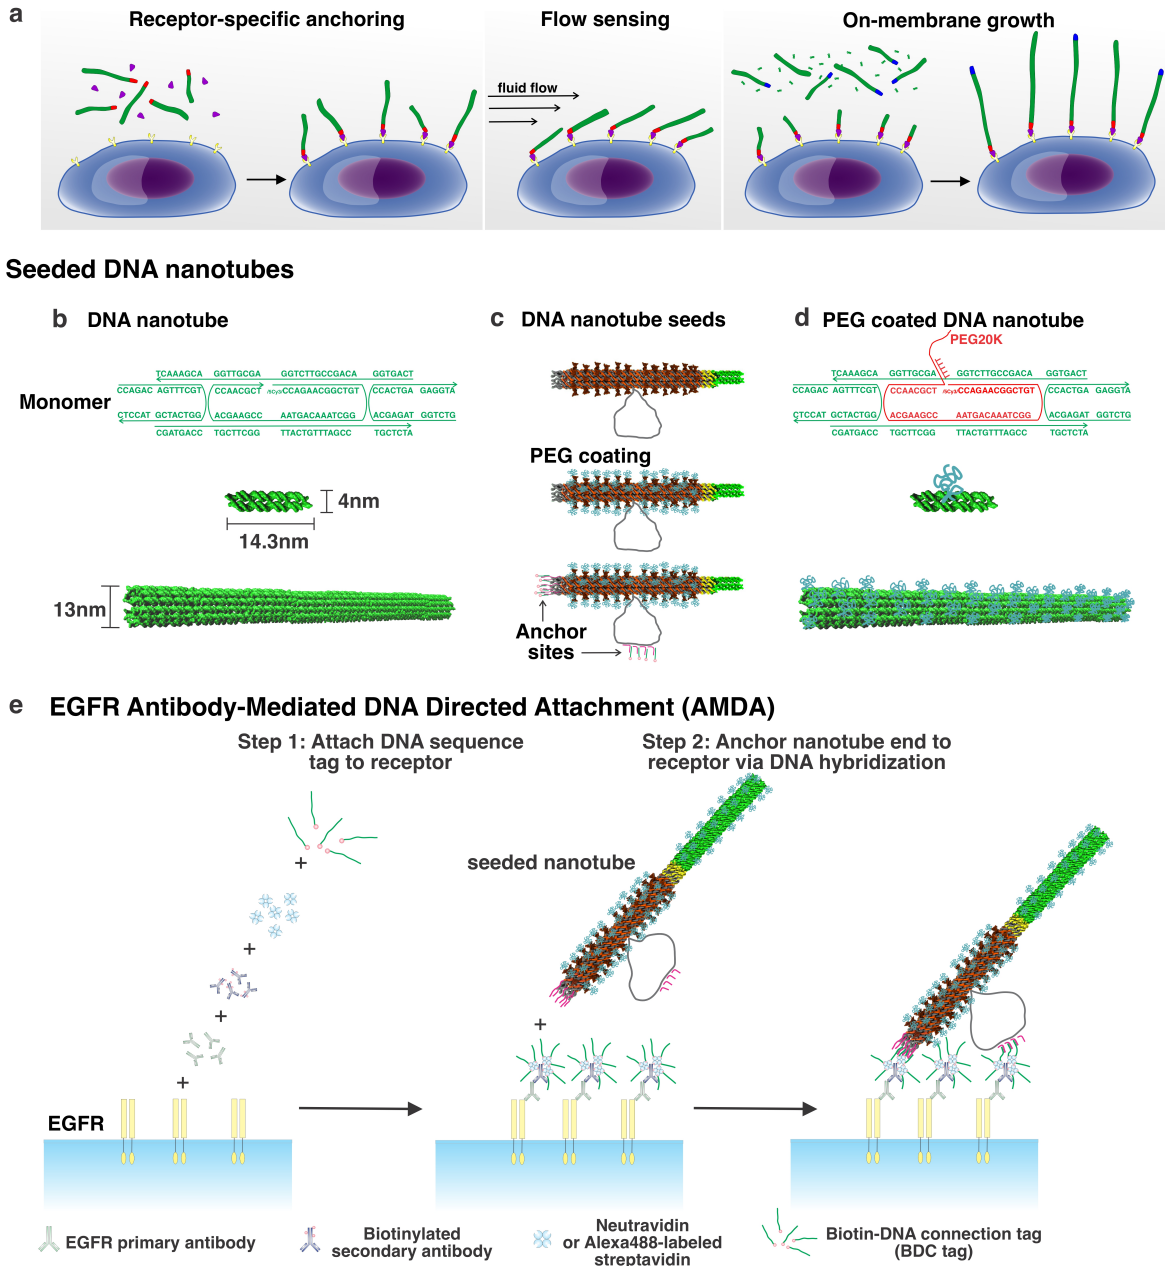 a
Receptor-specific anchoring
Flow sensing
On-membrane growth
fluid flow
Seeded DNA nanotubes
b DNA nanotube
TCAAAGCA GGTTGCGA GGTCTTGCCGACA GGTGACT
CCAGAC AGTTTCGT CCAACGCT /iCy3/CCAGAACGGCTGT CCACTGA GAGGTA
Monomer
CTCCAT GCTACTGG ACGAAGCC AATGACAAATCGG ACGAGAT GGTCTG
CGATGACC TGCTTCGG TTACTGTTTAGCC TGCTCTA
4nm
14.3nm
13nm
c DNA nanotube seeds
PEG coating
Anchor
sites
d PEG coated DNA nanotube
PEG20K
TCAAAGCA GGTTGCGA GGTCTTGCCGACA GGTGACT
CCAGAC AGTTTCGT CCAACGCT /iCy3/CCAGAACGGCTGT CCACTGA GAGGTA
CTCCAT GCTACTGG ACGAAGCC AATGACAAATCGG ACGAGAT GGTCTG
CGATGACC TGCTTCGG TTACTGTTTAGCC TGCTCTA
e EGFR Antibody-Mediated DNA Directed Attachment (AMDA)
Step 1: Attach DNA sequence
tag to receptor
Step 2: Anchor nanotube end to
receptor via DNA hybridization
seeded nanotube
+
+
+
+
+
EGFR
EGFR primary antibody
Biotinylated
secondary antibody
Neutravidin
or Alexa488-labeled
streptavidin
Biotin-DNA connection tag
(BDC tag)